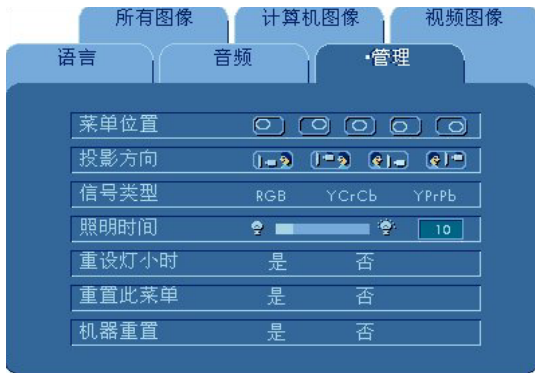 所有图像 计算机图像 视频图像
语言 音频 ·管理
菜单位置
投影方向
信号类型 RGB YCrCb YPrPb
照明时间 10
重设灯小时 是 否
重置此菜单 是 否
机器重置 是 否